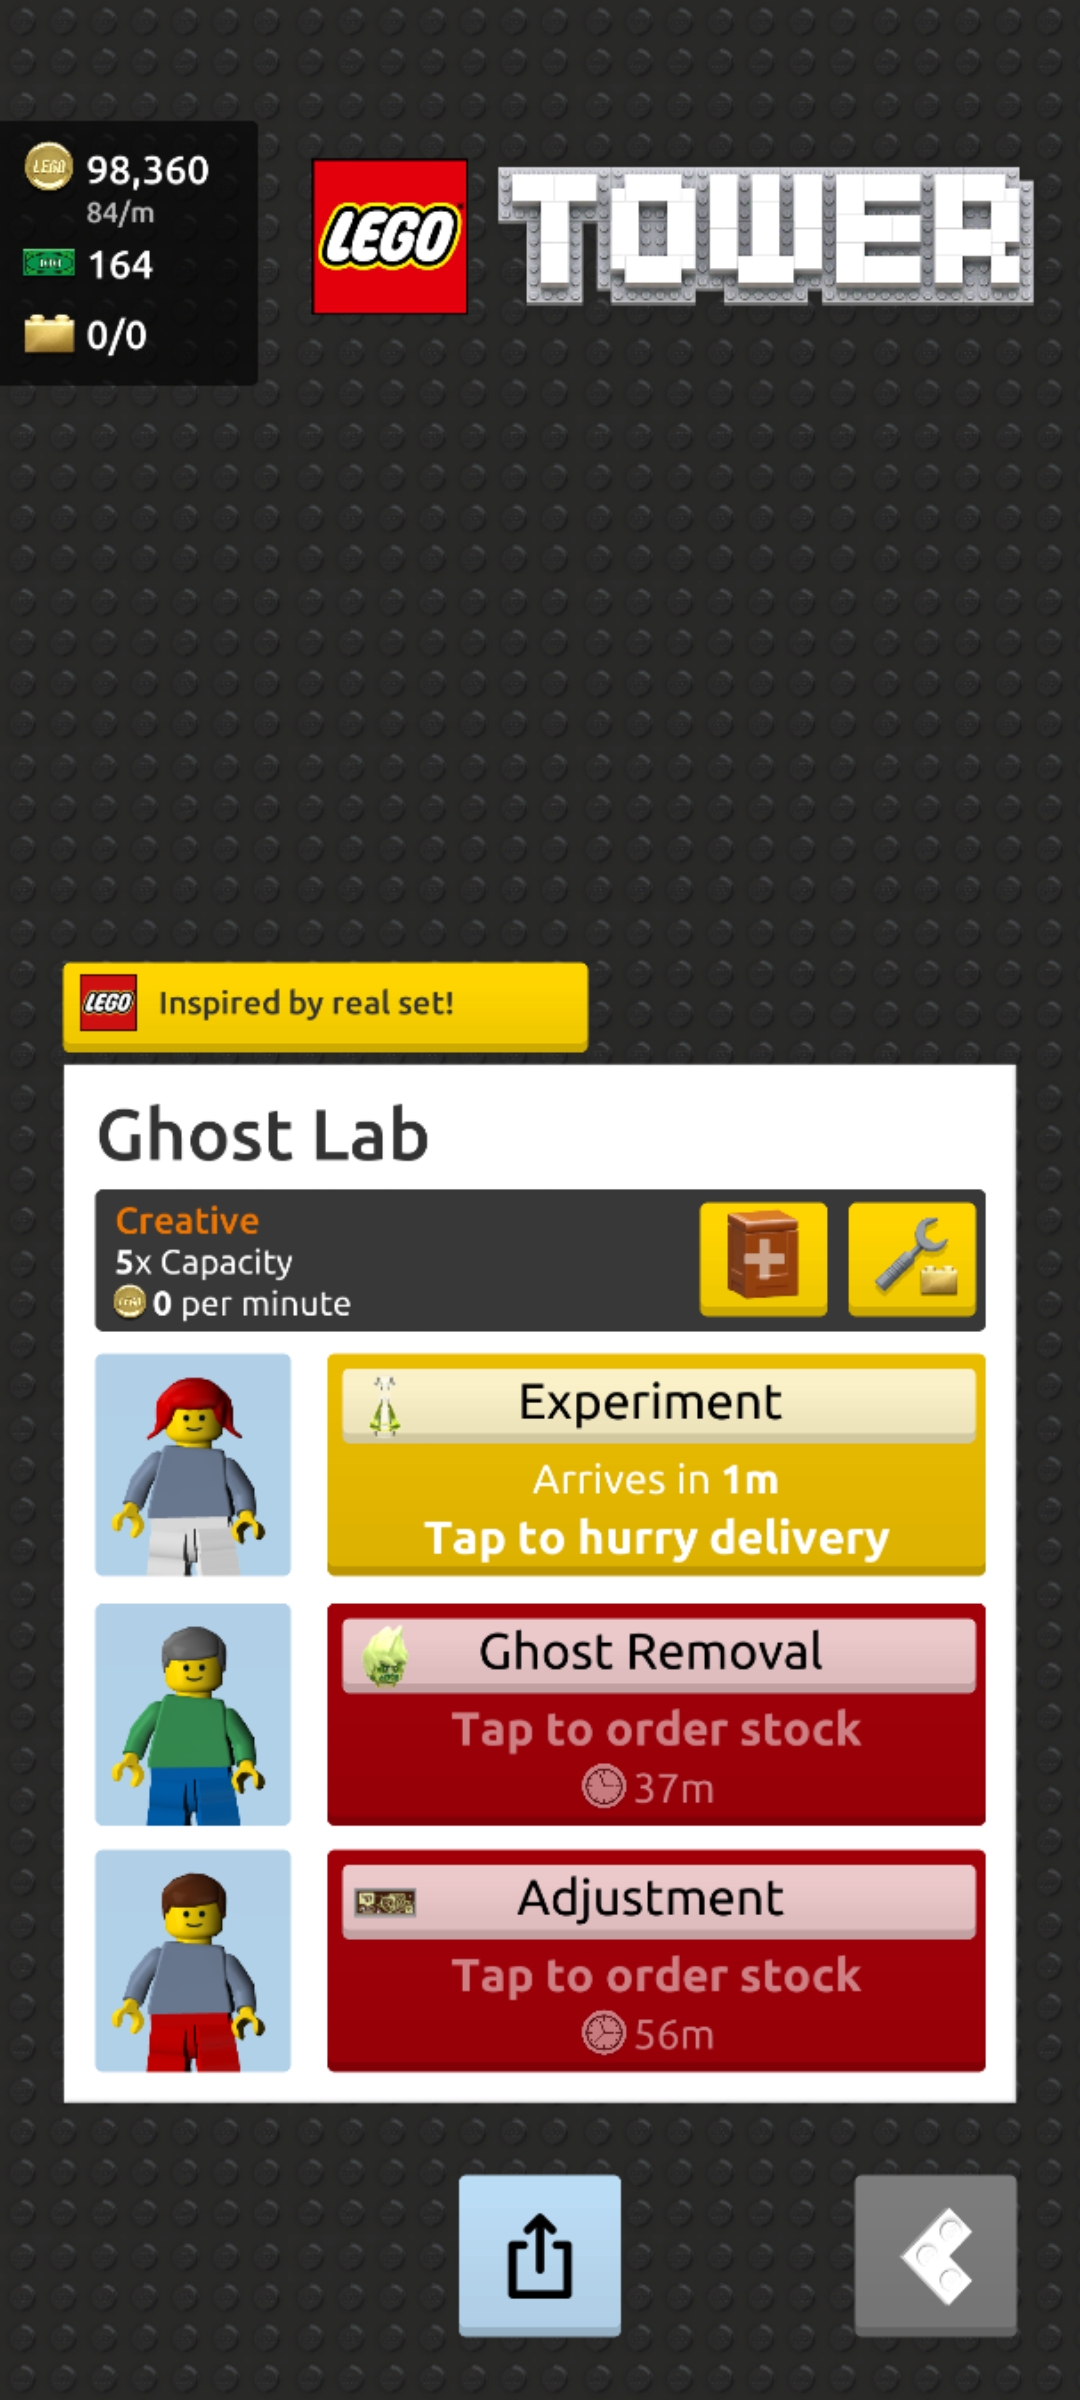 98,360
84/m
164
0/0
LEGO TOWER
LEGO Inspired by real set!
Ghost Lab
Creative
5x Capacity
0 per minute
Experiment
Arrives in 1m
Tap to hurry delivery
Ghost Removal
Tap to order stock
37m
Adjustment
Tap to order stock
56m